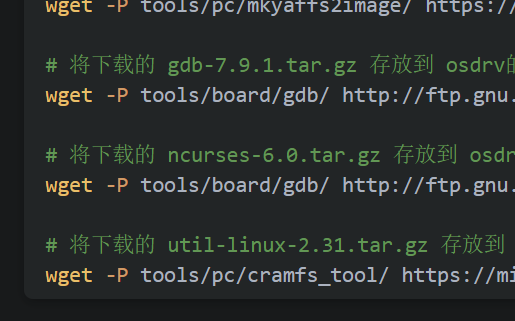 wget -P tools/pc/mkyaffs2image/ https://
# 将下载的 gdb-7.9.1.tar.gz 存放到 osdrv的
wget -P tools/board/gdb/ http://ftp.gnu.
# 将下载的 ncurses-6.0.tar.gz 存放到 osdr
wget -P tools/board/gdb/ http://ftp.gnu.
# 将下载的 util-linux-2.31.tar.gz 存放到
wget -P tools/pc/cramfs_tool/ https://mi